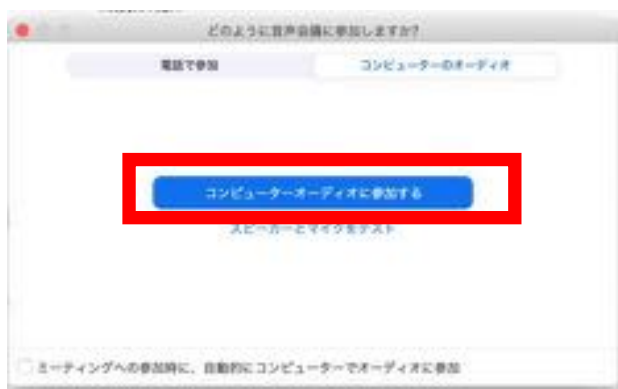 どのように音声会議に参加しますか?
電話で参加
コンピューターのオーディオ
コンピューターオーディオに参加する
スピーカーとマイクをテスト
ミーティングへの参加時に、自動的にコンピューターでオーディオに参加